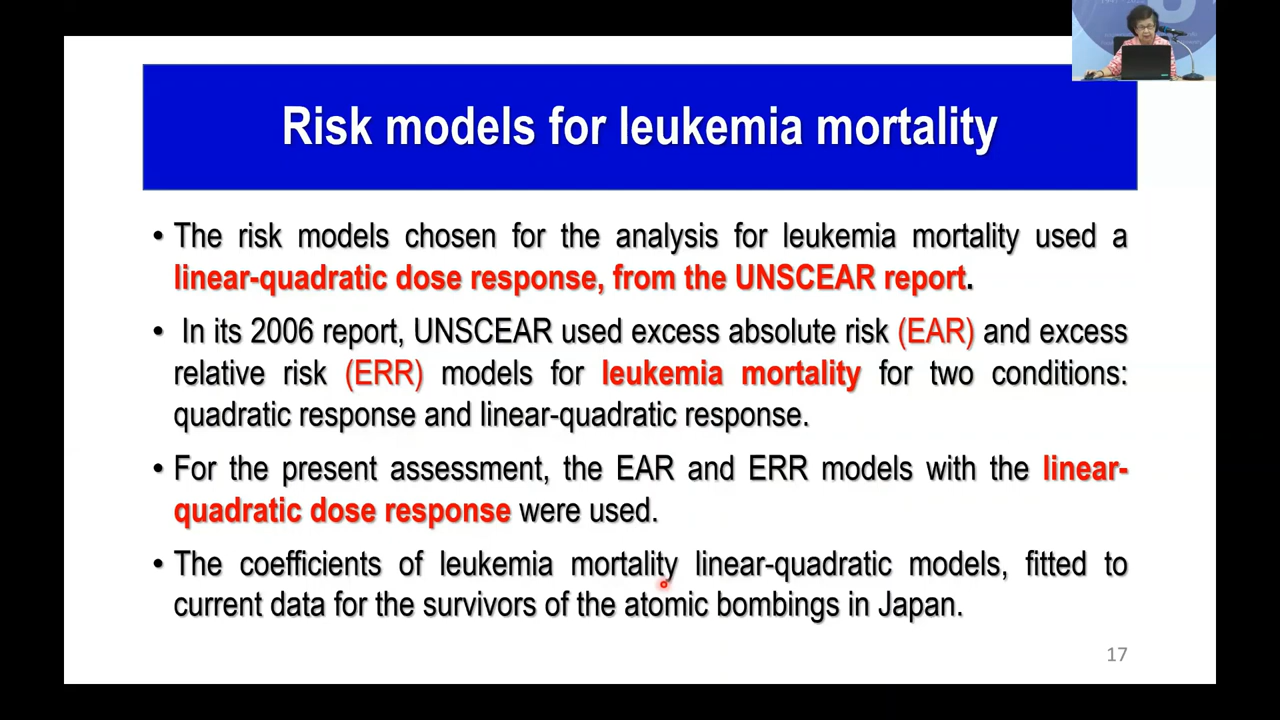 Risk models for leukemia mortality
• The risk models chosen for the analysis for leukemia mortality used a
linear-quadratic dose response, from the UNSCEAR report.
• In its 2006 report, UNSCEAR used excess absolute risk (EAR) and excess
relative risk (ERR) models for leukemia mortality for two conditions:
quadratic response and linear-quadratic response.
• For the present assessment, the EAR and ERR models with the linear-
quadratic dose response were used.
• The coefficients of leukemia mortality linear-quadratic models, fitted to
current data for the survivors of the atomic bombings in Japan.
17